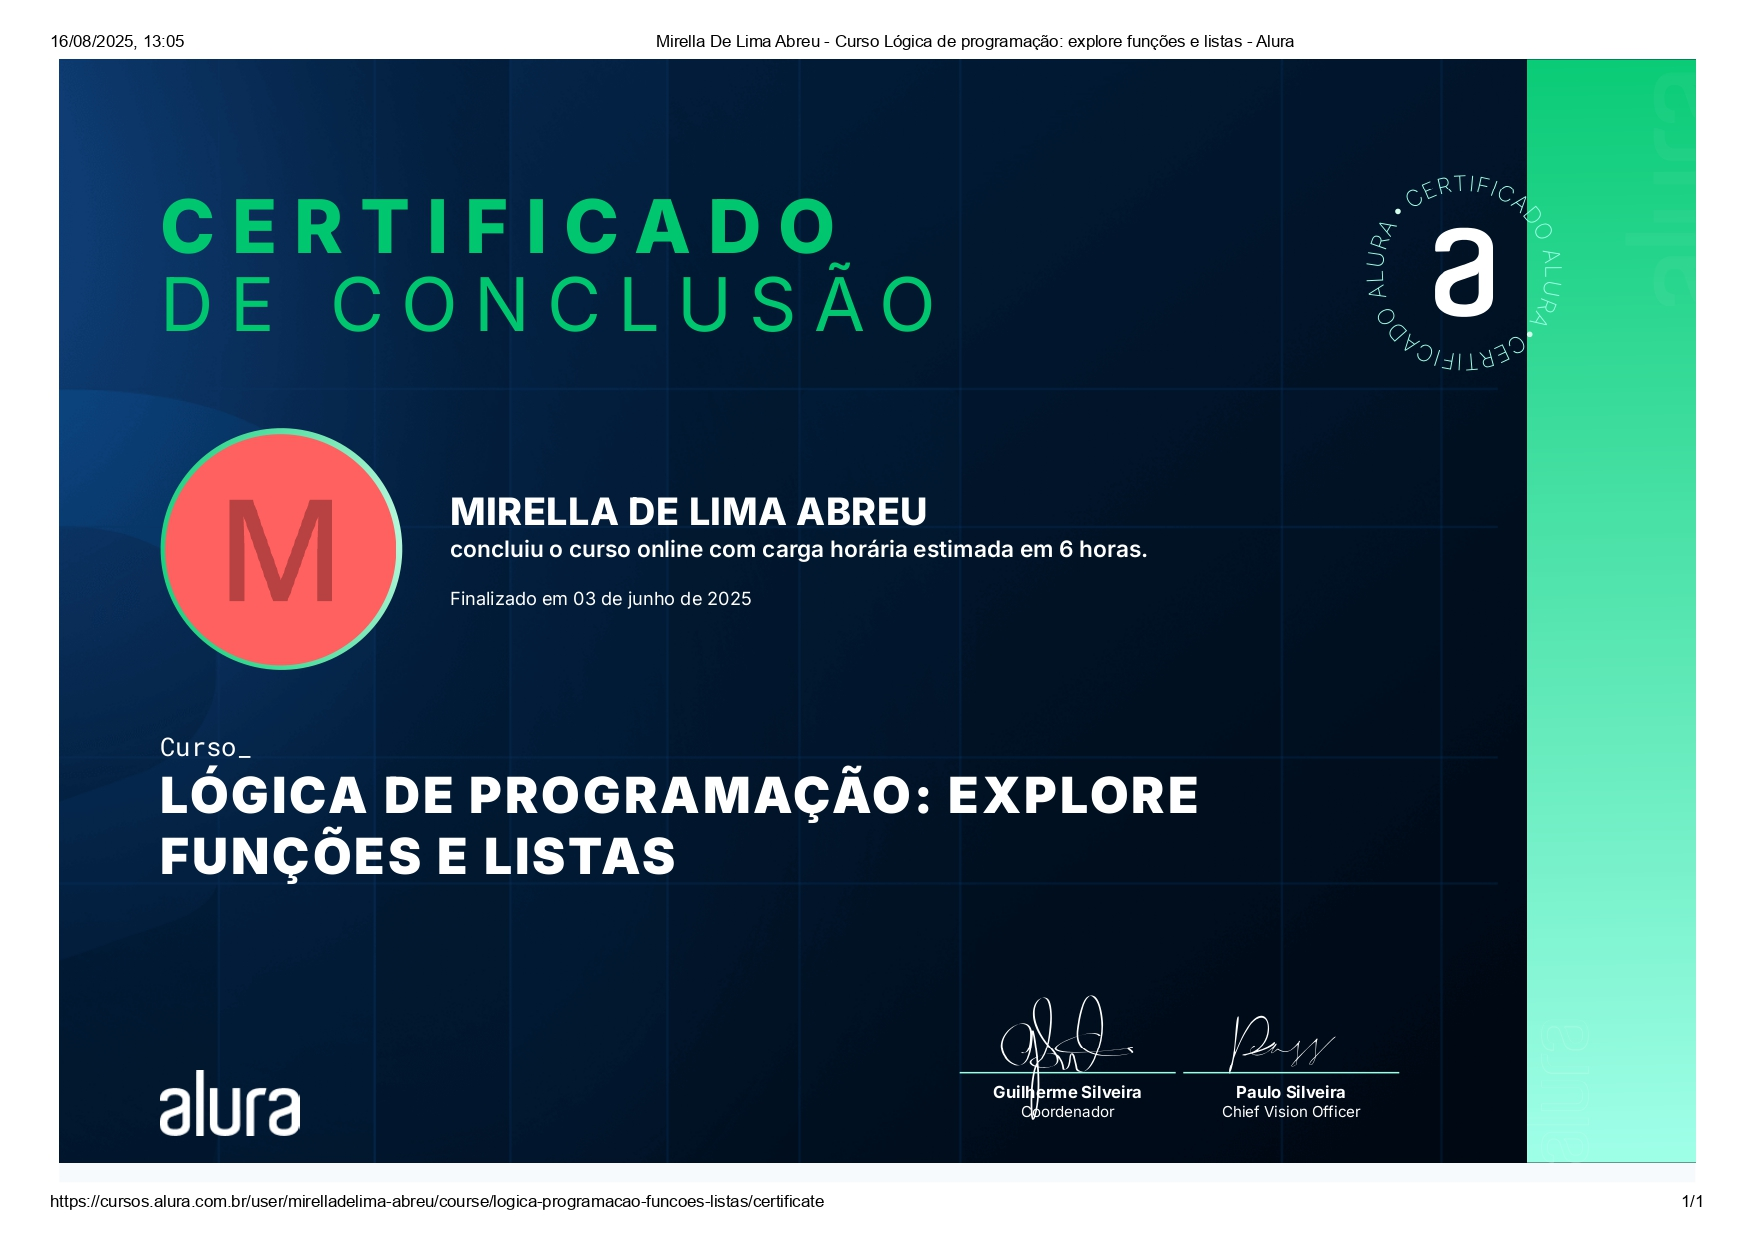 16/08/2025, 13:05
Mirella De Lima Abreu - Curso Lógica de programação: explore funções e listas - Alura
CERTIFICADO
DE CONCLUSÃO
CERTIFICADO ALURA • CERTIFICADO ALURA •
a
M
MIRELLA DE LIMA ABREU
concluiu o curso online com carga horária estimada em 6 horas.
Finalizado em 03 de junho de 2025
Curso_
LÓGICA DE PROGRAMAÇÃO: EXPLORE
FUNÇÕES E LISTAS
Guilherme Silveira
Coordenador
Paulo Silveira
Chief Vision Officer
alura
alura
alura
https://cursos.alura.com.br/user/mirelladelima-abreu/course/logica-programacao-funcoes-listas/certificate
1/1